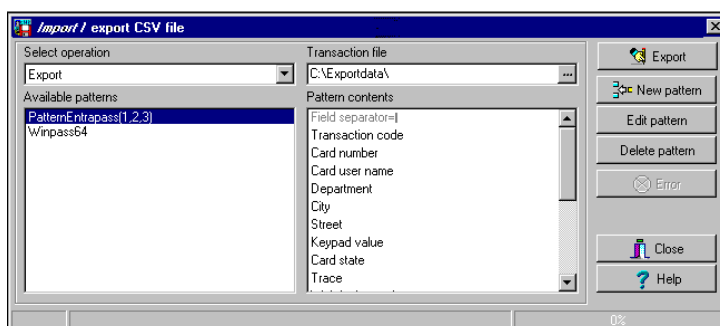 Import / export CSV file
Select operation
Export
Transaction file
C:\Exportdata\
...
Available patterns
PatternEntrapass(1,2,3)
Winpass64
Pattern contents
Field separator=|
Transaction code
Card number
Card user name
Department
City
Street
Keypad value
Card state
Trace
Export
New pattern
Edit pattern
Delete pattern
Error
Close
Help
0%